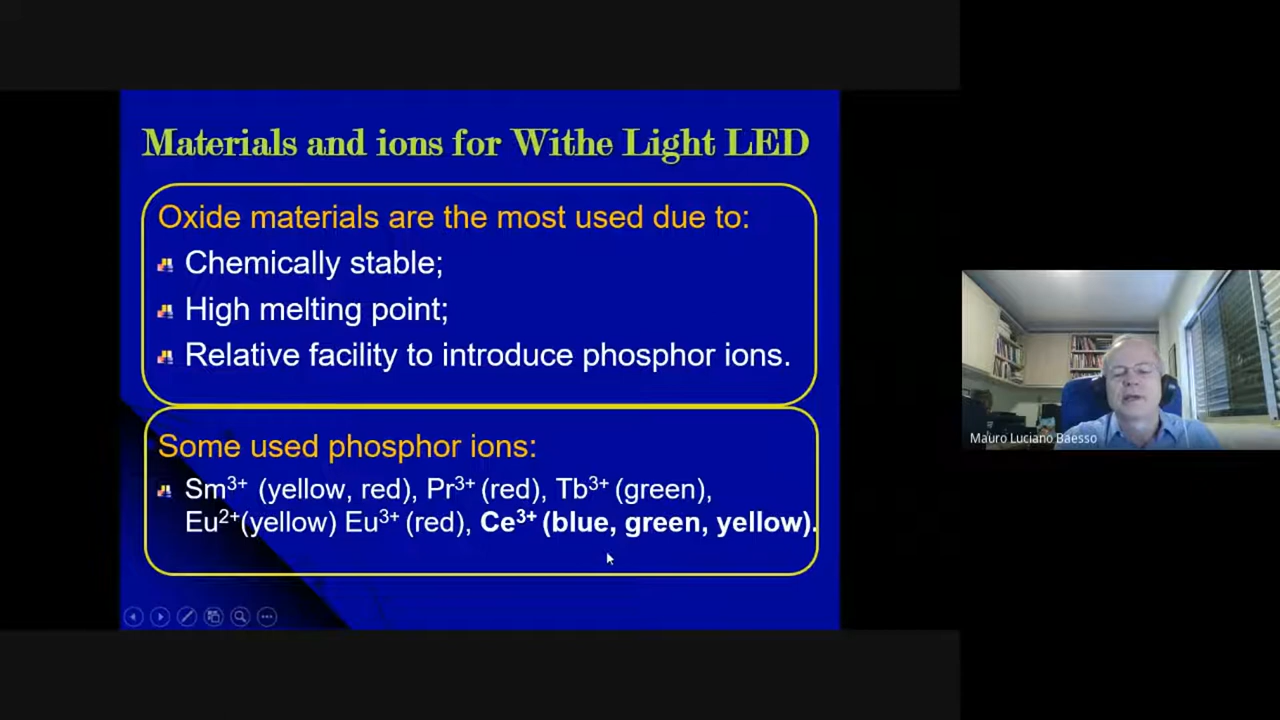 Materials and ions for Withe Light LED
Oxide materials are the most used due to:
Chemically stable;
High melting point;
Relative facility to introduce phosphor ions.
Some used phosphor ions:
Sm³⁺ (yellow, red), Pr³⁺ (red), Tb³⁺ (green),
Eu²⁺(yellow) Eu³⁺ (red), Ce³⁺ (blue, green, yellow).
Mauro Luciano Baesso